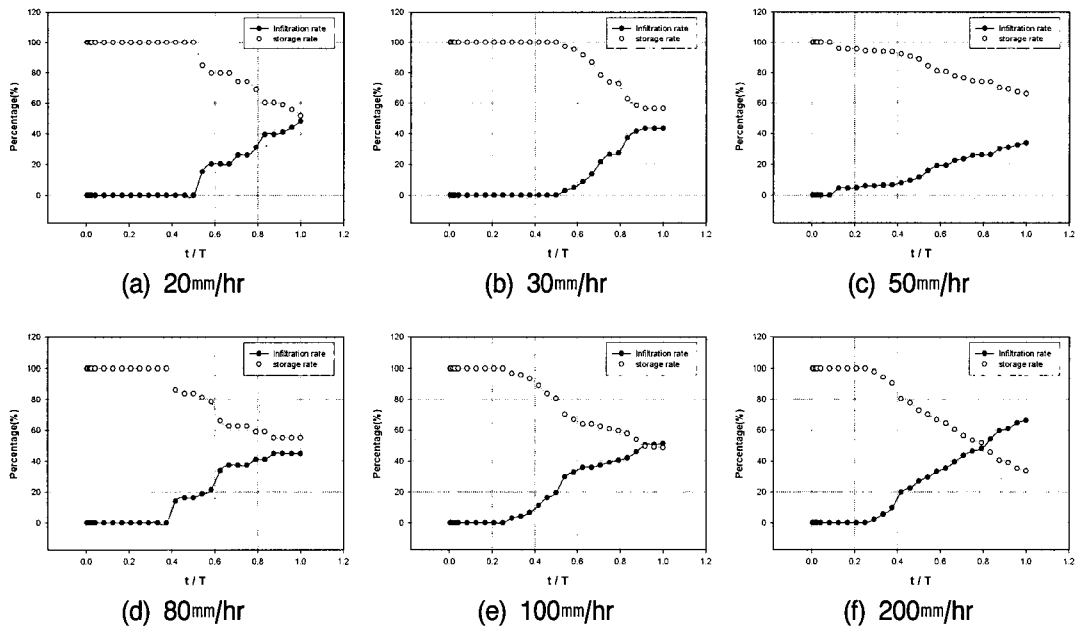 120
100
80
60
40
20
0
Percentage(%)
Infiltration rate
storage rate
0.0 0.2 0.4 0.6 0.8 1.0 1.2
t / T
(a) 20mm/hr
120
100
80
60
40
20
0
Percentage(%)
Infiltration rate
storage rate
0.0 0.2 0.4 0.6 0.8 1.0 1.2
t / T
(b) 30mm/hr
120
100
80
60
40
20
0
Percentage(%)
Infiltration rate
storage rate
0.0 0.2 0.4 0.6 0.8 1.0 1.2
t / T
(c) 50mm/hr
120
100
80
60
40
20
0
Percentage(%)
Infiltration rate
storage rate
0.0 0.2 0.4 0.6 0.8 1.0 1.2
t / T
(d) 80mm/hr
120
100
80
60
40
20
0
Percentage(%)
Infiltration rate
storage rate
0.0 0.2 0.4 0.6 0.8 1.0 1.2
t / T
(e) 100mm/hr
120
100
80
60
40
20
0
Percentage(%)
Infiltration rate
storage rate
0.0 0.2 0.4 0.6 0.8 1.0 1.2
t / T
(f) 200mm/hr